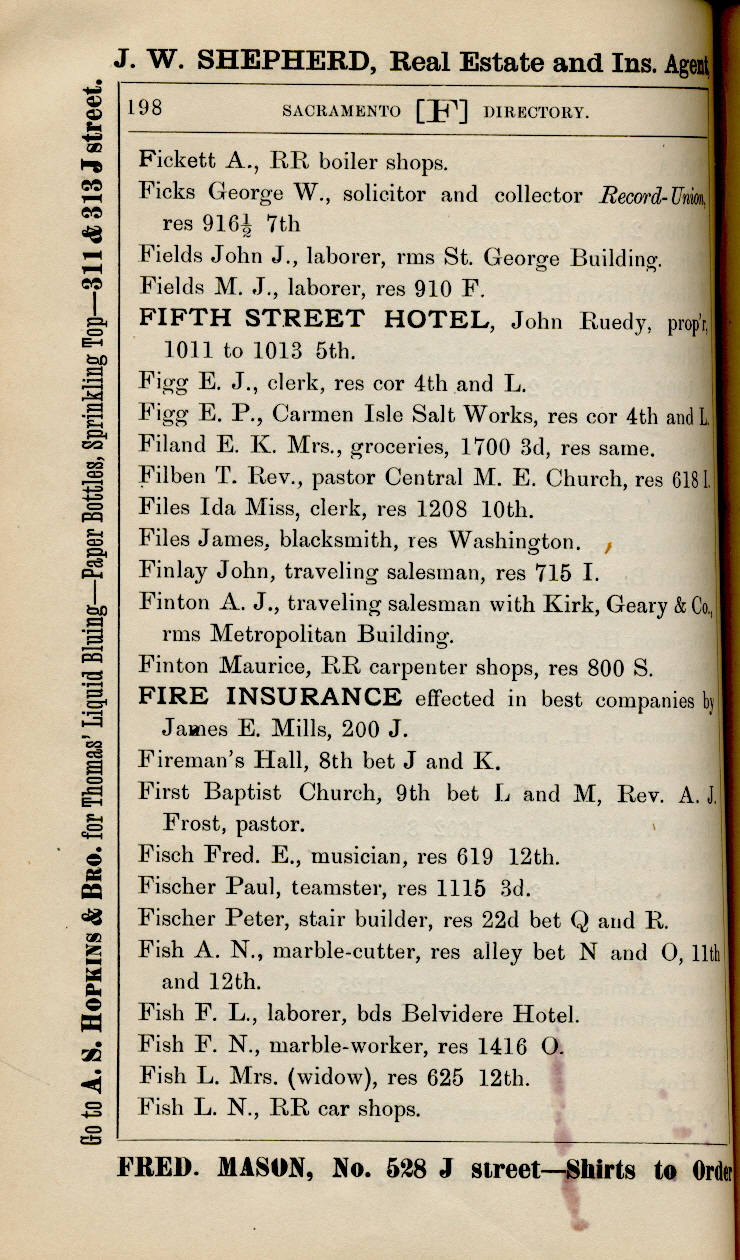 J. W. SHEPHERD, Real Estate and Ins. Agent
198 SACRAMENTO [F] DIRECTORY.
Fickett A., RR boiler shops.
Ficks George W., solicitor and collector Record-Union,
res 916½ 7th
Fields John J., laborer, rms St. George Building.
Fields M. J., laborer, res 910 F.
FIFTH STREET HOTEL, John Ruedy, prop'r,
1011 to 1013 5th.
Figg E. J., clerk, res cor 4th and L.
Figg E. P., Carmen Isle Salt Works, res cor 4th and L.
Filand E. K. Mrs., groceries, 1700 3d, res same.
Filben T. Rev., pastor Central M. E. Church, res 618 I.
Files Ida Miss, clerk, res 1208 10th.
Files James, blacksmith, res Washington.
Finlay John, traveling salesman, res 715 I.
Finton A. J., traveling salesman with Kirk, Geary & Co.,
rms Metropolitan Building.
Finton Maurice, RR carpenter shops, res 800 S.
FIRE INSURANCE effected in best companies by
James E. Mills, 200 J.
Fireman's Hall, 8th bet J and K.
First Baptist Church, 9th bet L and M, Rev. A. J.
Frost, pastor.
Fisch Fred. E., musician, res 619 12th.
Fischer Paul, teamster, res 1115 3d.
Fischer Peter, stair builder, res 22d bet Q and R.
Fish A. N., marble-cutter, res alley bet N and O, 11th
and 12th.
Fish F. L., laborer, bds Belvidere Hotel.
Fish F. N., marble-worker, res 1416 O.
Fish L. Mrs. (widow), res 625 12th.
Fish L. N., RR car shops.
FRED. MASON, No. 528 J street—Shirts to Order
Go to A. S. HOPKINS & BRO. for Thomas' Liquid Bluing—Paper Bottles, Sprinkling Top—311 & 313 J street.